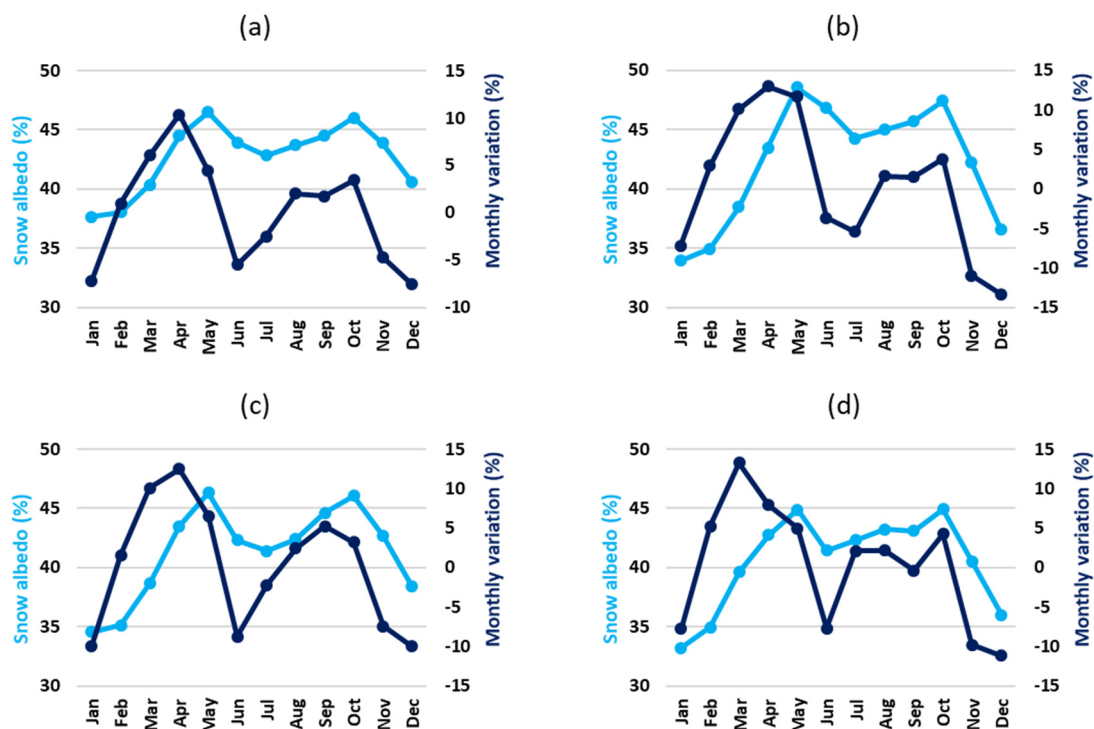 (a)
50
45
40
35
30
Snow albedo (%)
15
10
5
0
-5
-10
Monthly variation (%)
Jan
Feb
Mar
Apr
May
Jun
Jul
Aug
Sep
Oct
Nov
Dec
(b)
50
45
40
35
30
Snow albedo (%)
15
10
5
0
-5
-10
-15
Monthly variation (%)
Jan
Feb
Mar
Apr
May
Jun
Jul
Aug
Sep
Oct
Nov
Dec
(c)
50
45
40
35
30
Snow albedo (%)
15
10
5
0
-5
-10
-15
Monthly variation (%)
Jan
Feb
Mar
Apr
May
Jun
Jul
Aug
Sep
Oct
Nov
Dec
(d)
50
45
40
35
30
Snow albedo (%)
15
10
5
0
-5
-10
-15
Monthly variation (%)
Jan
Feb
Mar
Apr
May
Jun
Jul
Aug
Sep
Oct
Nov
Dec